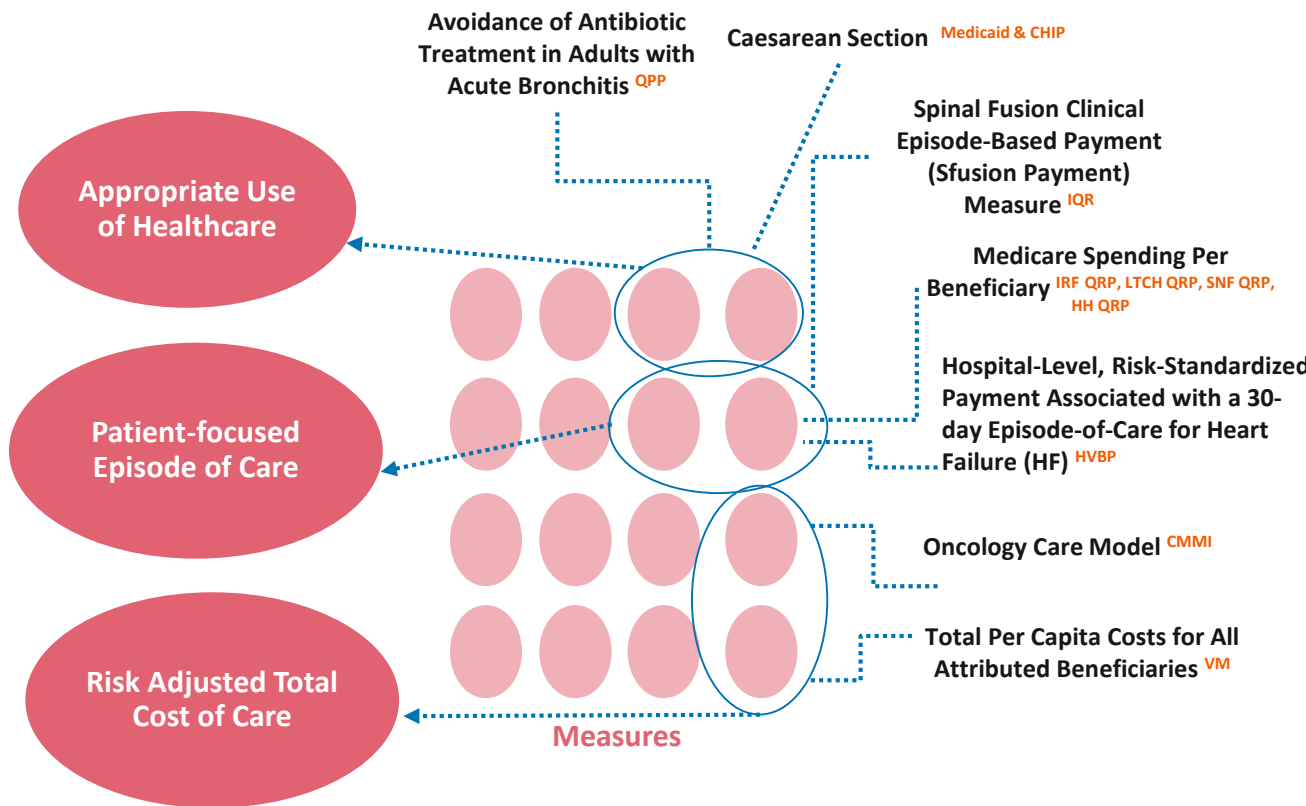 Avoidance of Antibiotic
Treatment in Adults with
Acute Bronchitis QPP
Caesarean Section Medicaid & CHIP
Spinal Fusion Clinical
Episode-Based Payment
(Sfusion Payment)
Measure IQR
Appropriate Use
of Healthcare
Medicare Spending Per
Beneficiary IRF QRP, LTCH QRP, SNF QRP,
HH QRP
Hospital-Level, Risk-Standardized
Payment Associated with a 30-
day Episode-of-Care for Heart
Failure (HF) HVBP
Patient-focused
Episode of Care
Oncology Care Model CMMI
Total Per Capita Costs for All
Attributed Beneficiaries VM
Risk Adjusted Total
Cost of Care
Measures